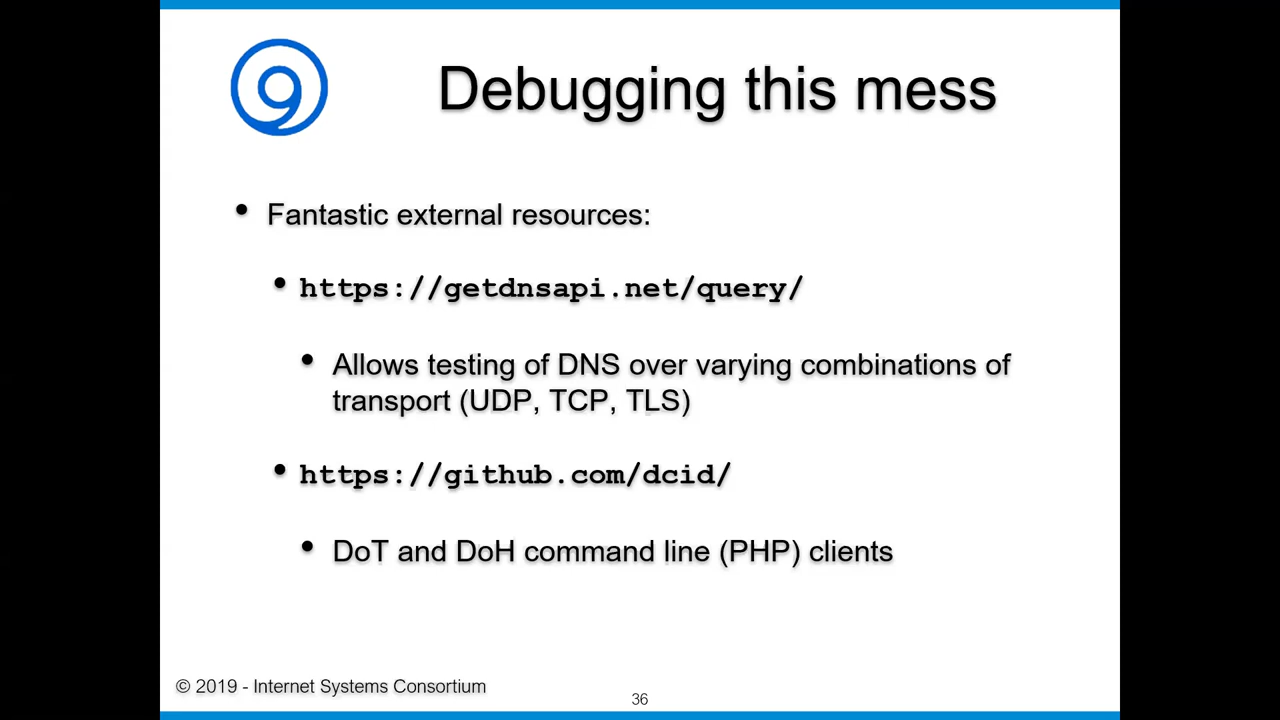 Debugging this mess
• Fantastic external resources:
• https://getdnsapi.net/query/
• Allows testing of DNS over varying combinations of
transport (UDP, TCP, TLS)
• https://github.com/dcid/
• DoT and DoH command line (PHP) clients
© 2019 - Internet Systems Consortium
36